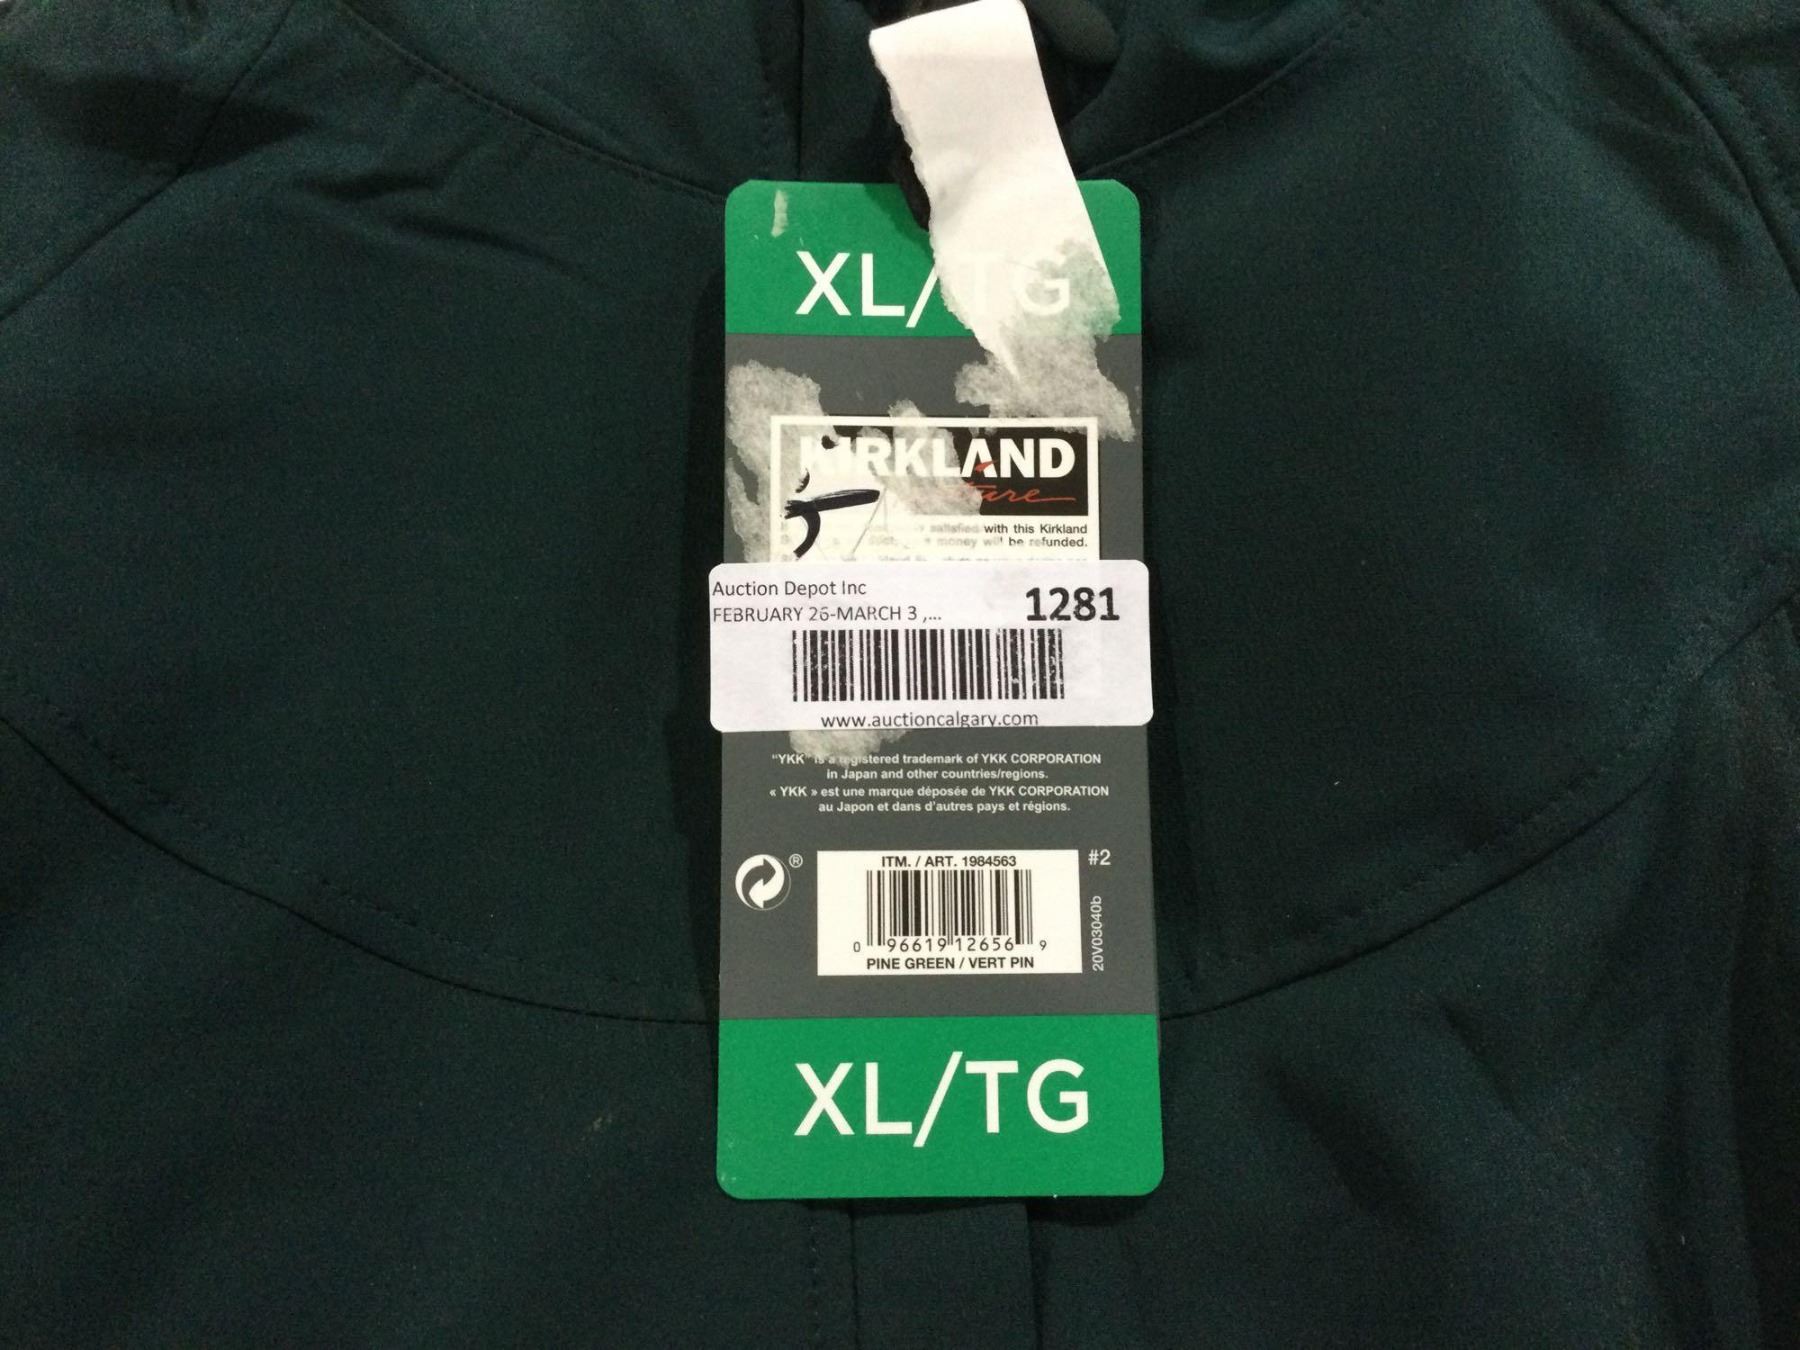 XL/TG
KIRKLAND
satisfied with this Kirkland
money will be refunded.
Auction Depot Inc
1281
FEBRUARY 26-MARCH 3 ,...
www.auctioncalgary.com
"YKK" is a registered trademark of YKK CORPORATION
in Japan and other countries/regions.
« YKK » est une marque déposée de YKK CORPORATION
au Japon et dans d'autres pays et régions.
®
ITM. / ART. 1984563
#2
0 96619 12656 9
PINE GREEN / VERT PIN
20V03040b
XL/TG